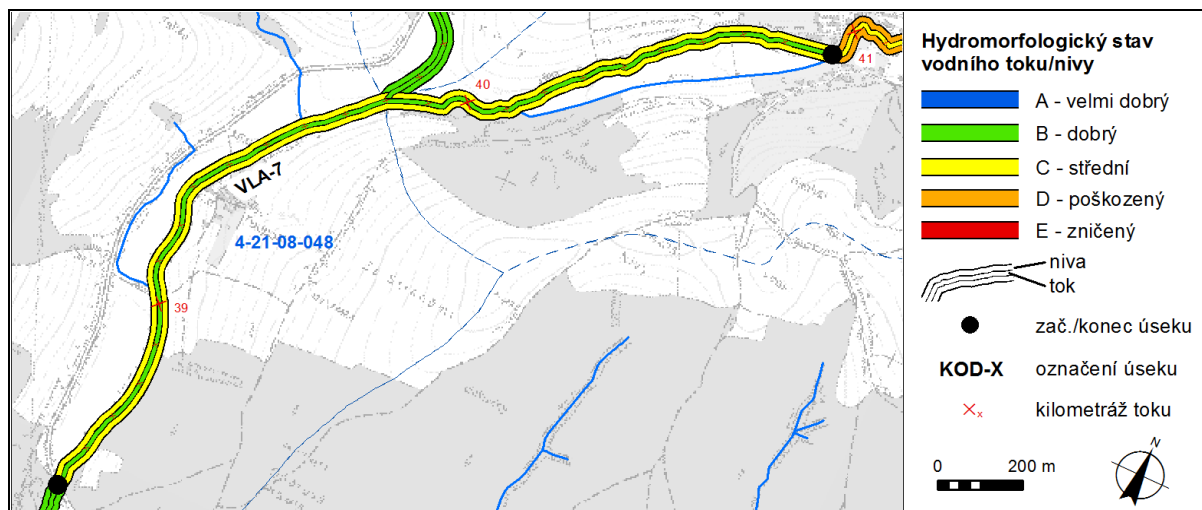 40
41
VLA-7
4-21-08-048
39
Hydromorfologický stav
vodního toku/nivy
A - velmi dobrý
B - dobrý
C - střední
D - poškozený
E - zničený
niva
tok
zač./konec úseku
KOD-X označení úseku
x kilometráž toku
0 200 m
N